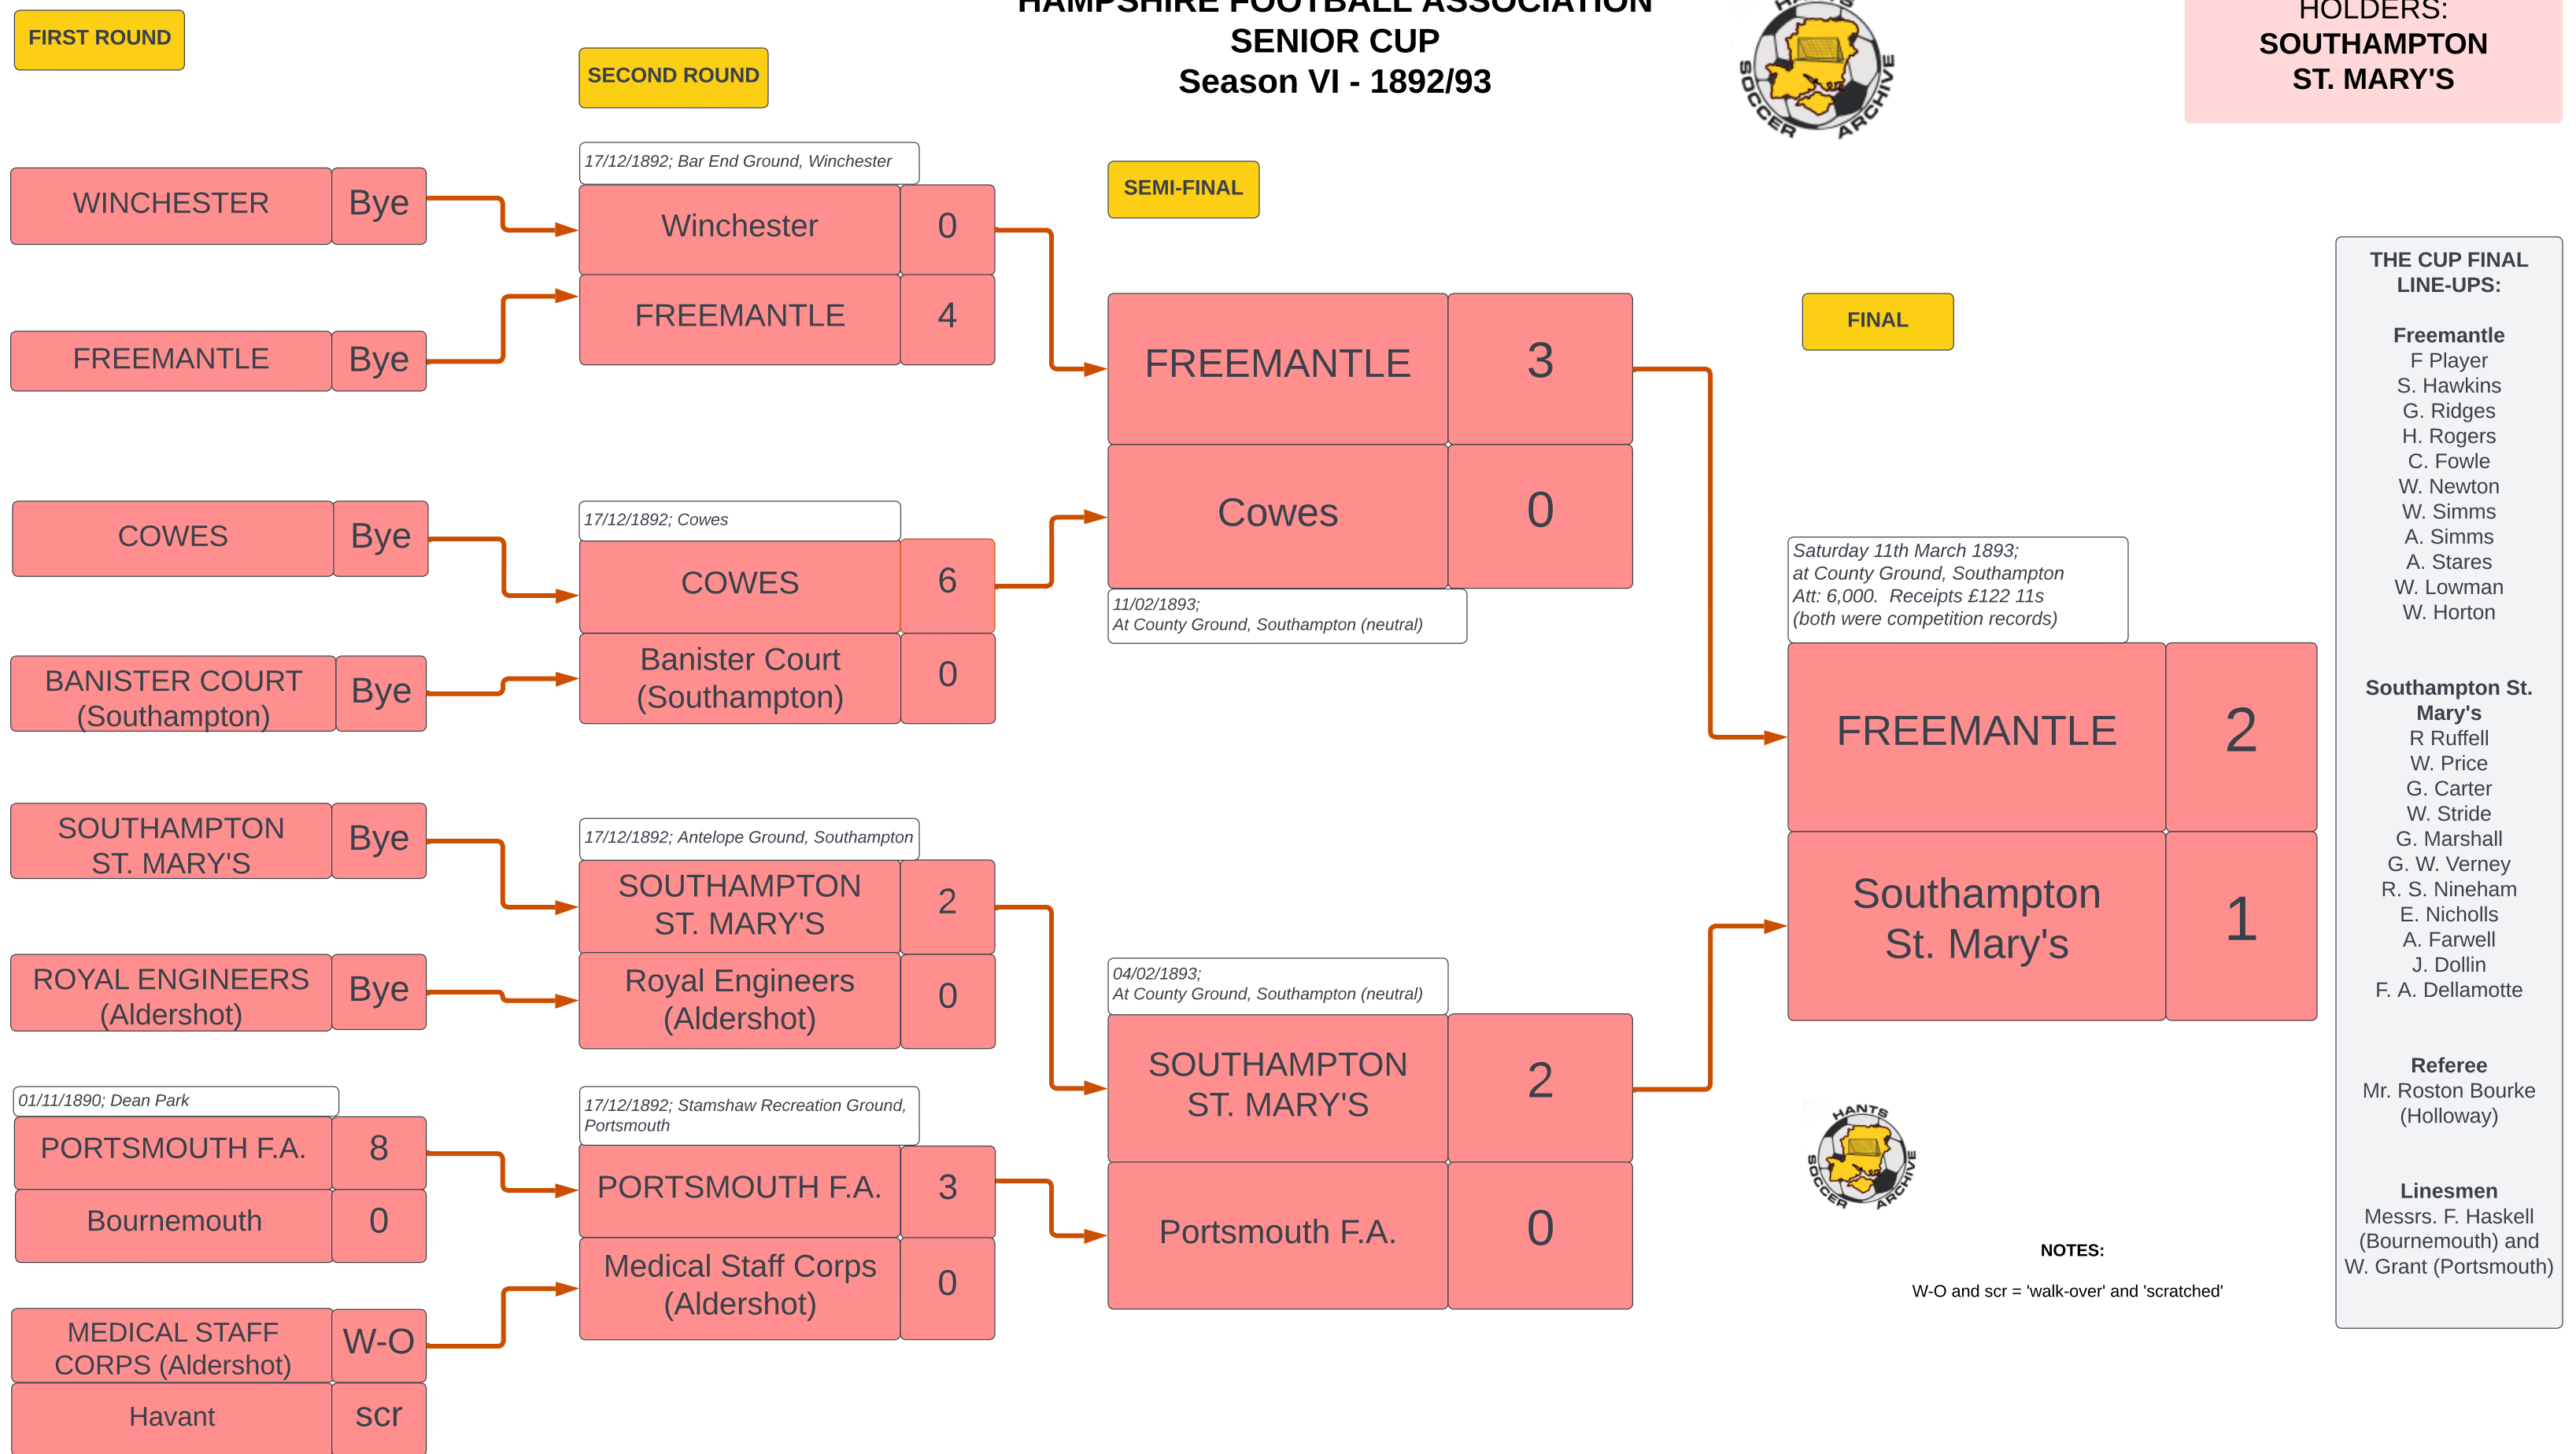 HAMPSHIRE FOOTBALL ASSOCIATION
SENIOR CUP
Season VI - 1892/93
HANTS
SOCCER
ARCHIVE
HOLDERS:
SOUTHAMPTON
ST. MARY'S
FIRST ROUND
WINCHESTER
Bye
FREEMANTLE
Bye
COWES
Bye
BANISTER COURT
(Southampton)
Bye
SOUTHAMPTON
ST. MARY'S
Bye
ROYAL ENGINEERS
(Aldershot)
Bye
01/11/1890; Dean Park
PORTSMOUTH F.A.
8
Bournemouth
0
MEDICAL STAFF
CORPS (Aldershot)
W-O
Havant
scr
SECOND ROUND
17/12/1892; Bar End Ground, Winchester
Winchester
0
FREEMANTLE
4
17/12/1892; Cowes
COWES
6
Banister Court
(Southampton)
0
17/12/1892; Antelope Ground, Southampton
SOUTHAMPTON
ST. MARY'S
2
Royal Engineers
(Aldershot)
0
17/12/1892; Stamshaw Recreation Ground,
Portsmouth
PORTSMOUTH F.A.
3
Medical Staff Corps
(Aldershot)
0
SEMI-FINAL
FREEMANTLE
3
Cowes
0
11/02/1893;
At County Ground, Southampton (neutral)
04/02/1893;
At County Ground, Southampton (neutral)
SOUTHAMPTON
ST. MARY'S
2
Portsmouth F.A.
0
FINAL
Saturday 11th March 1893;
at County Ground, Southampton
Att: 6,000.  Receipts £122 11s
(both were competition records)
FREEMANTLE
2
Southampton
St. Mary's
1
HANTS
SOCCER
ARCHIVE
NOTES:
W-O and scr = 'walk-over' and 'scratched'
THE CUP FINAL
LINE-UPS:
Freemantle
F Player
S. Hawkins
G. Ridges
H. Rogers
C. Fowle
W. Newton
W. Simms
A. Simms
A. Stares
W. Lowman
W. Horton
Southampton St.
Mary's
R Ruffell
W. Price
G. Carter
W. Stride
G. Marshall
G. W. Verney
R. S. Nineham
E. Nicholls
A. Farwell
J. Dollin
F. A. Dellamotte
Referee
Mr. Roston Bourke
(Holloway)
Linesmen
Messrs. F. Haskell
(Bournemouth) and
W. Grant (Portsmouth)